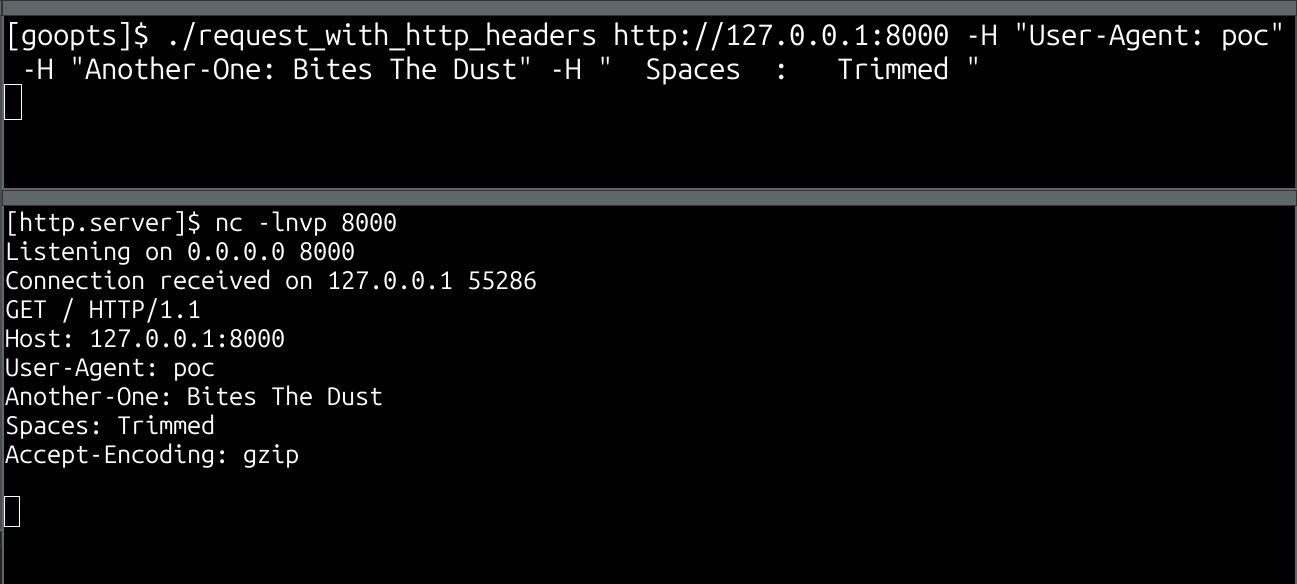 [goopts]$ ./request_with_http_headers http://127.0.0.1:8000 -H "User-Agent: poc"
 -H "Another-One: Bites The Dust" -H "  Spaces  :   Trimmed "
[http.server]$ nc -lnvp 8000
Listening on 0.0.0.0 8000
Connection received on 127.0.0.1 55286
GET / HTTP/1.1
Host: 127.0.0.1:8000
User-Agent: poc
Another-One: Bites The Dust
Spaces: Trimmed
Accept-Encoding: gzip